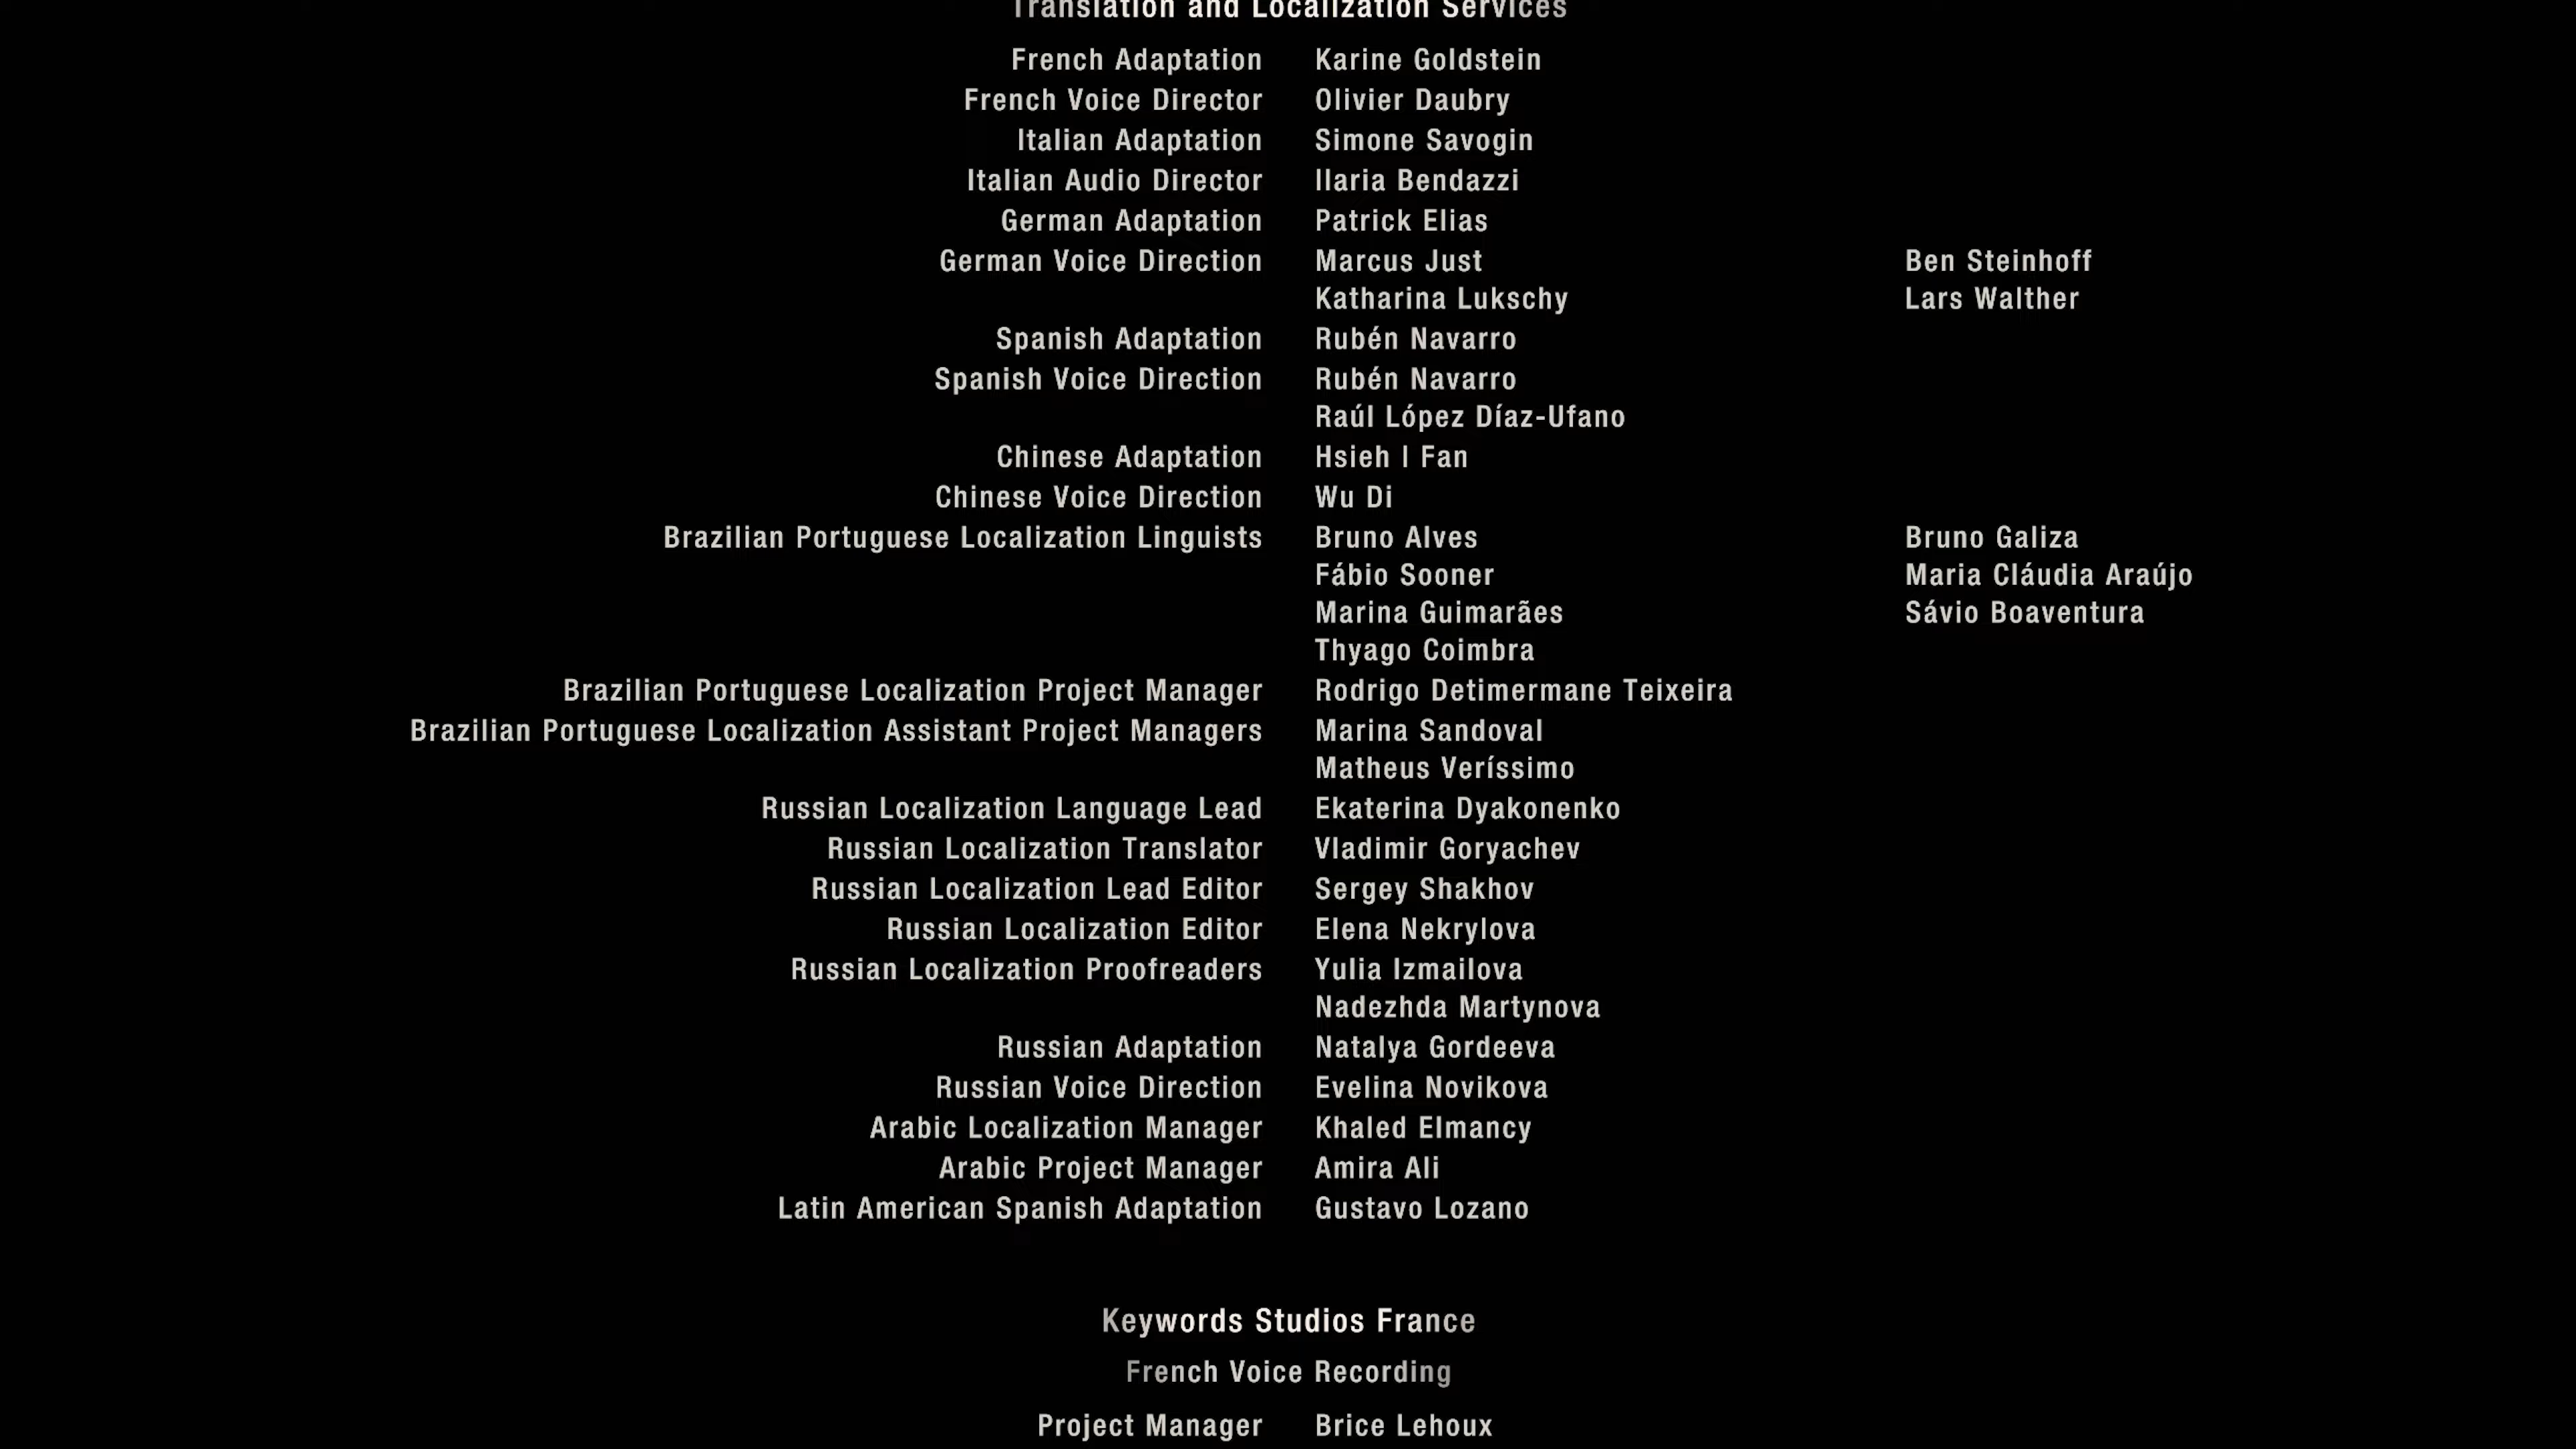 Translation and Localization Services
French Adaptation Karine Goldstein
French Voice Director Olivier Daubry
Italian Adaptation Simone Savogin
Italian Audio Director Ilaria Bendazzi
German Adaptation Patrick Elias
German Voice Direction Marcus Just Ben Steinhoff
Katharina Lukschy Lars Walther
Spanish Adaptation Rubén Navarro
Spanish Voice Direction Rubén Navarro
Raúl López Díaz-Ufano
Chinese Adaptation Hsieh I Fan
Chinese Voice Direction Wu Di
Brazilian Portuguese Localization Linguists Bruno Alves Bruno Galiza
Fábio Sooner Maria Cláudia Araújo
Marina Guimarães Sávio Boaventura
Thyago Coimbra
Brazilian Portuguese Localization Project Manager Rodrigo Detimermane Teixeira
Brazilian Portuguese Localization Assistant Project Managers Marina Sandoval
Matheus Veríssimo
Russian Localization Language Lead Ekaterina Dyakonenko
Russian Localization Translator Vladimir Goryachev
Russian Localization Lead Editor Sergey Shakhov
Russian Localization Editor Elena Nekrylova
Russian Localization Proofreaders Yulia Izmailova
Nadezhda Martynova
Russian Adaptation Natalya Gordeeva
Russian Voice Direction Evelina Novikova
Arabic Localization Manager Khaled Elmancy
Arabic Project Manager Amira Ali
Latin American Spanish Adaptation Gustavo Lozano
Keywords Studios France
French Voice Recording
Project Manager Brice Lehoux